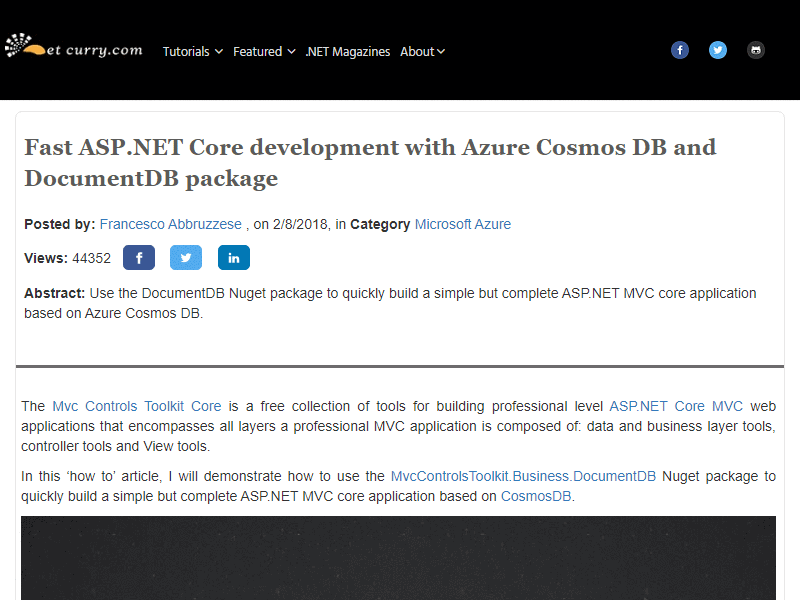 et curry.com
Tutorials Featured .NET Magazines About
Fast ASP.NET Core development with Azure Cosmos DB and
DocumentDB package
Posted by: Francesco Abbruzzese , on 2/8/2018, in Category Microsoft Azure
Views: 44352
Abstract: Use the DocumentDB Nuget package to quickly build a simple but complete ASP.NET MVC core application
based on Azure Cosmos DB.
The Mvc Controls Toolkit Core is a free collection of tools for building professional level ASP.NET Core MVC web
applications that encompasses all layers a professional MVC application is composed of: data and business layer tools,
controller tools and View tools.
In this ‘how to’ article, I will demonstrate how to use the MvcControlsToolkit.Business.DocumentDB Nuget package to
quickly build a simple but complete ASP.NET MVC core application based on CosmosDB.